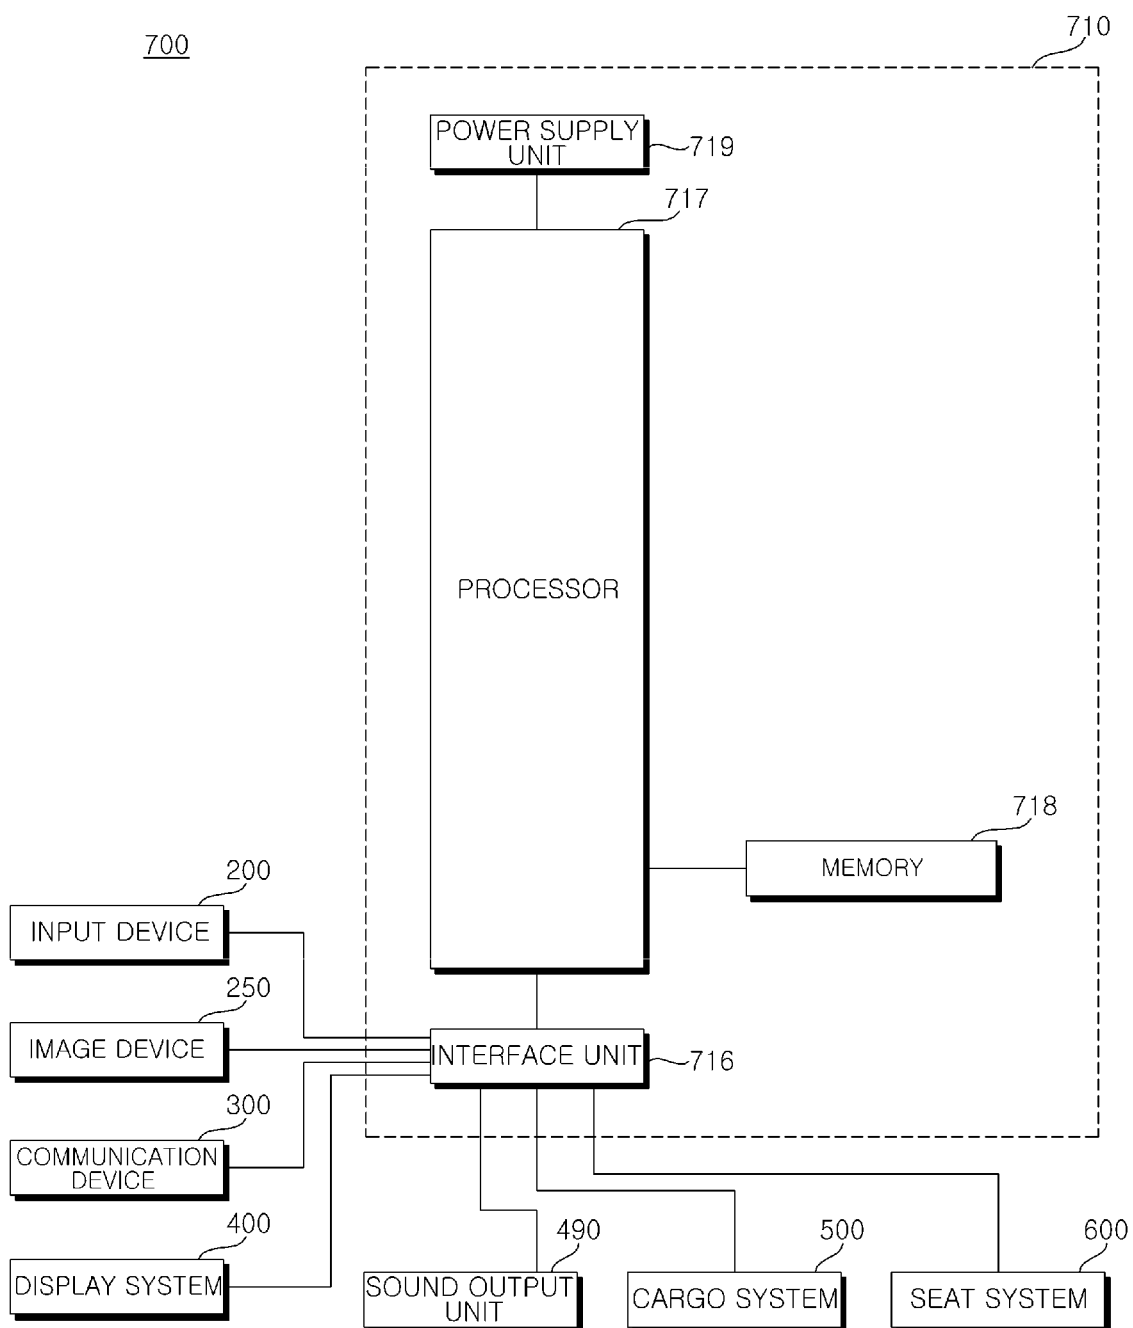 700
710
POWER SUPPLY
UNIT
719
717
PROCESSOR
718
MEMORY
200
INPUT DEVICE
250
IMAGE DEVICE
INTERFACE UNIT
716
300
COMMUNICATION
DEVICE
400
DISPLAY SYSTEM
490
SOUND OUTPUT
UNIT
500
CARGO SYSTEM
600
SEAT SYSTEM